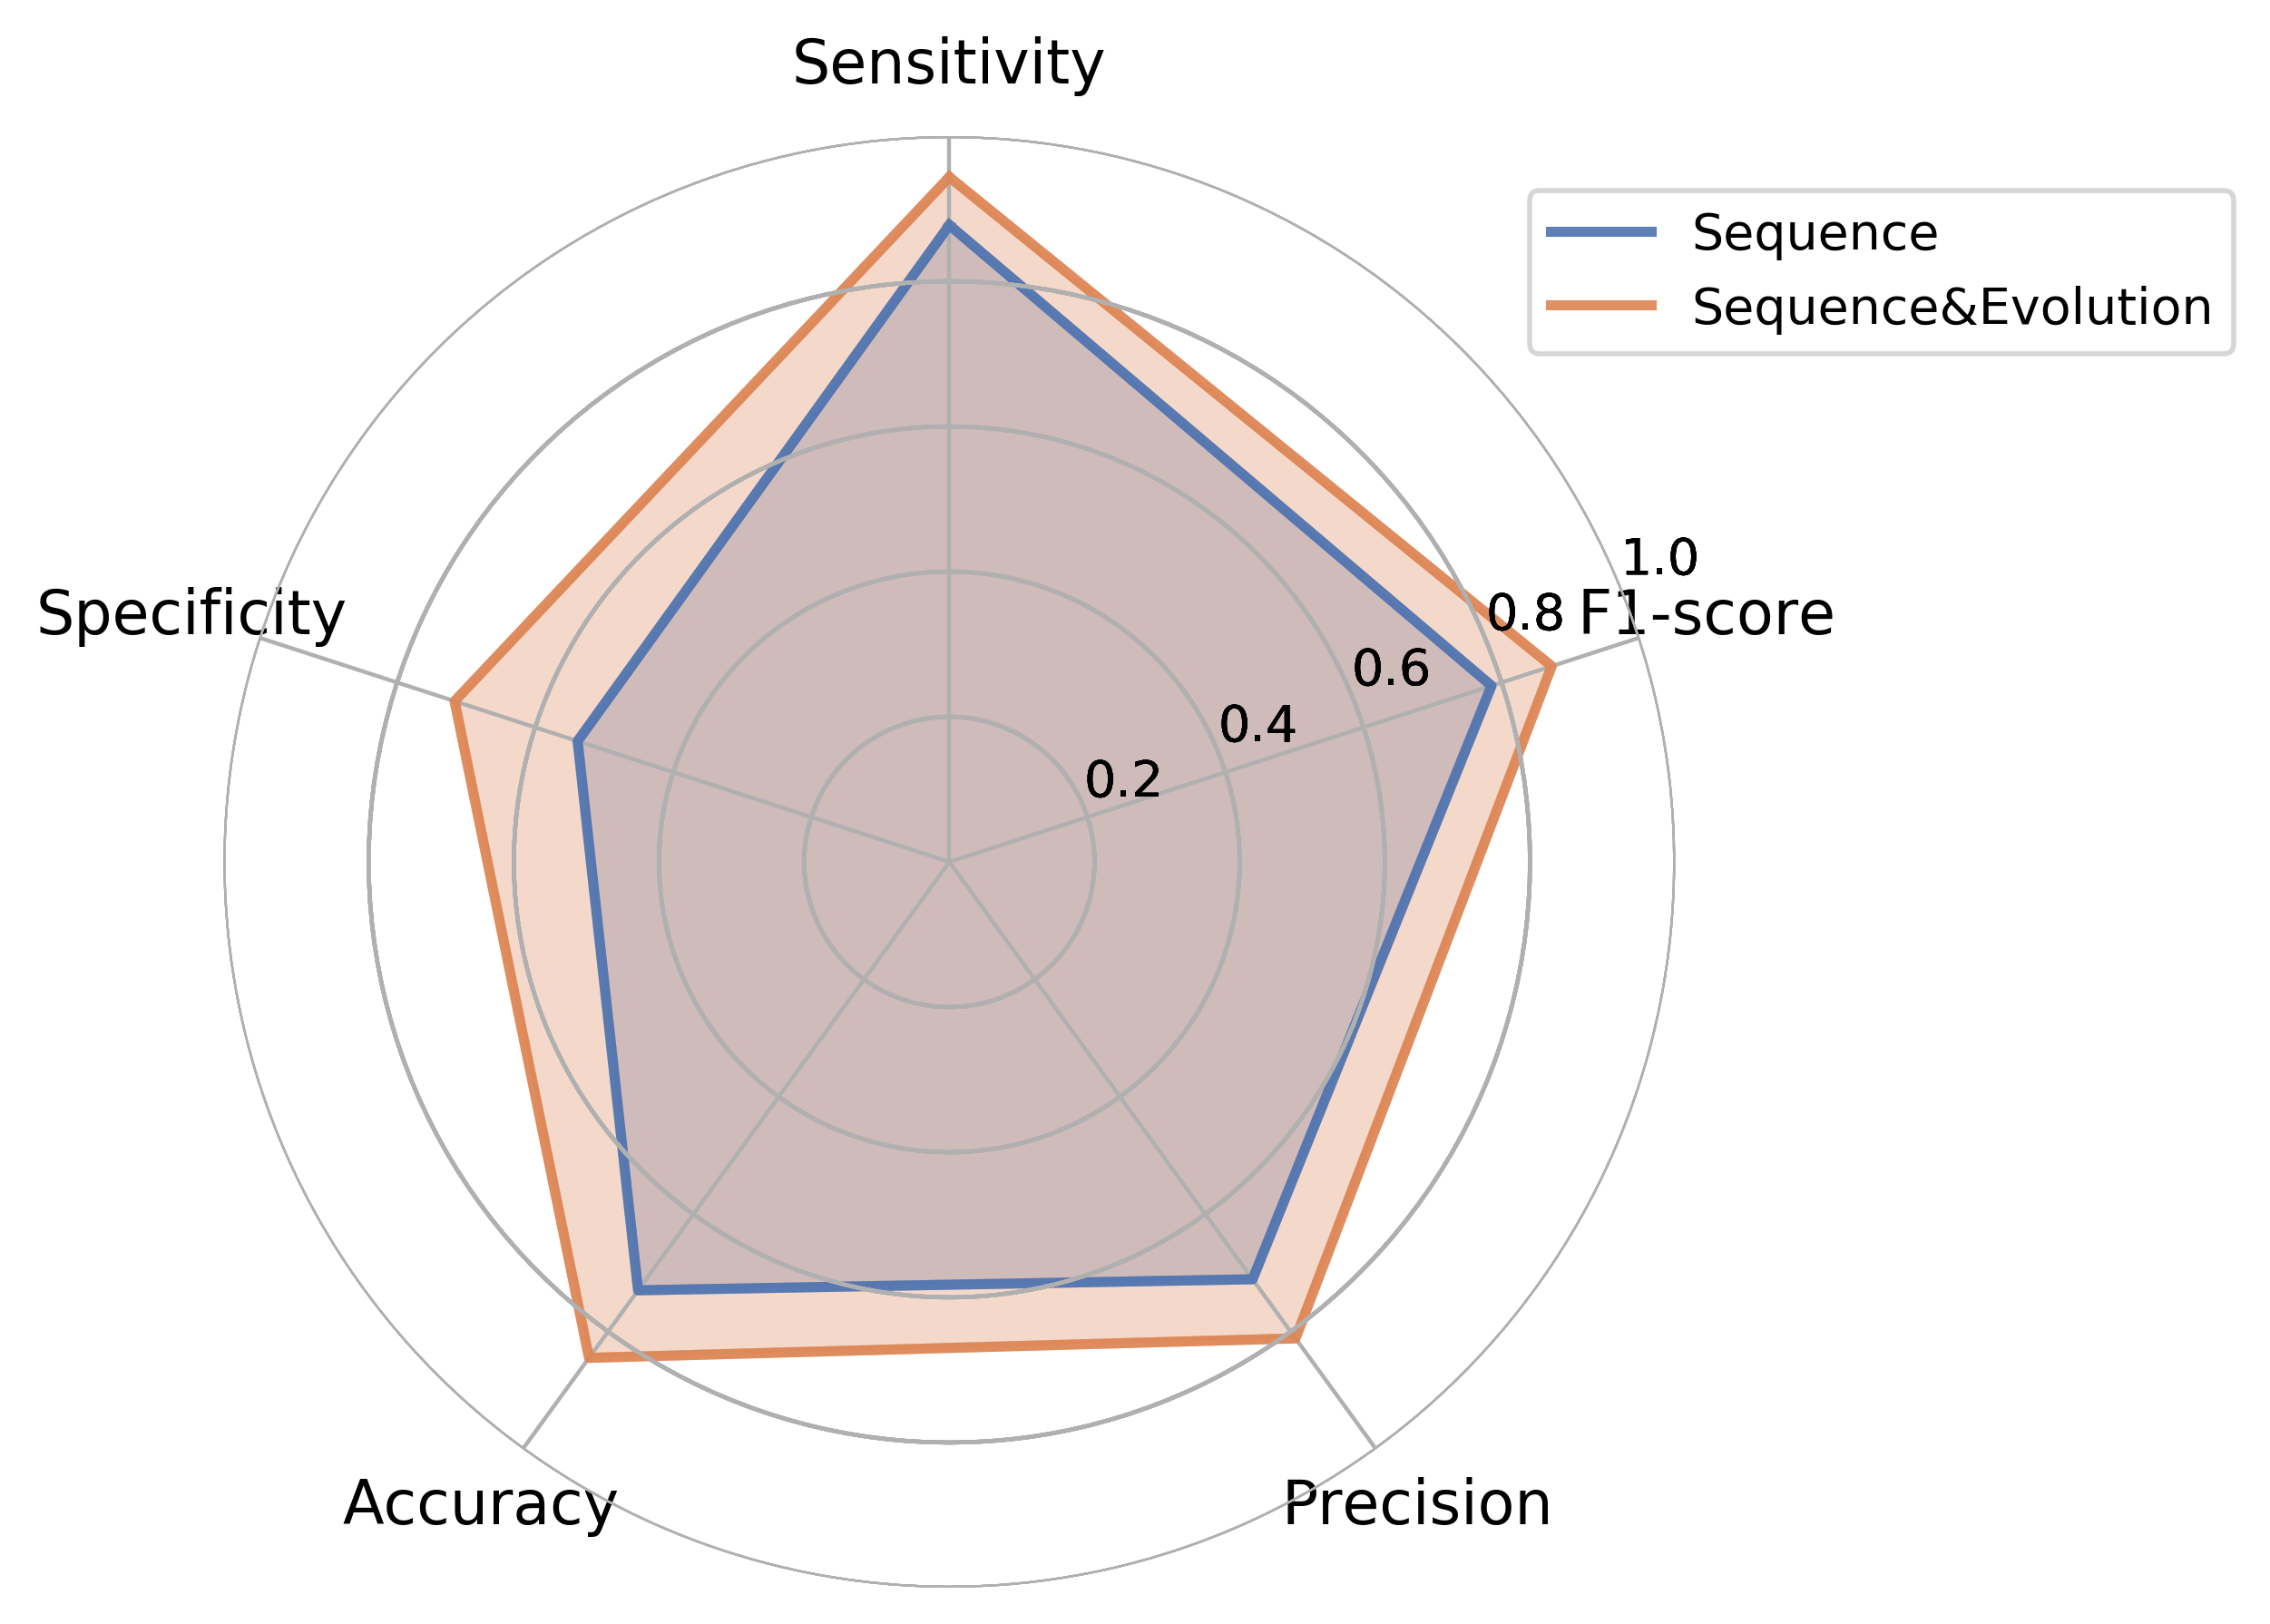 Sensitivity
Sequence
Sequence&Evolution
1.0
Specificity
0.8
F1-score
0.6
0.4
0.2
Accuracy
Precision